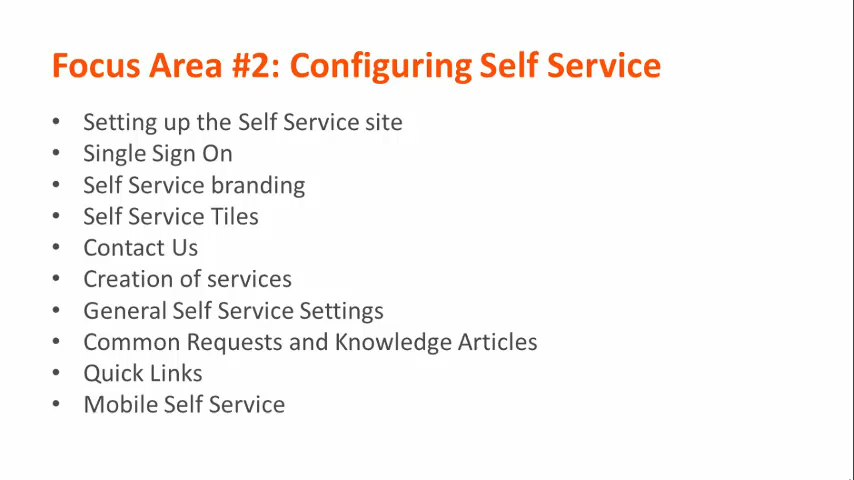 Focus Area #2: Configuring Self Service
• Setting up the Self Service site
• Single Sign On
• Self Service branding
• Self Service Tiles
• Contact Us
• Creation of services
• General Self Service Settings
• Common Requests and Knowledge Articles
• Quick Links
• Mobile Self Service